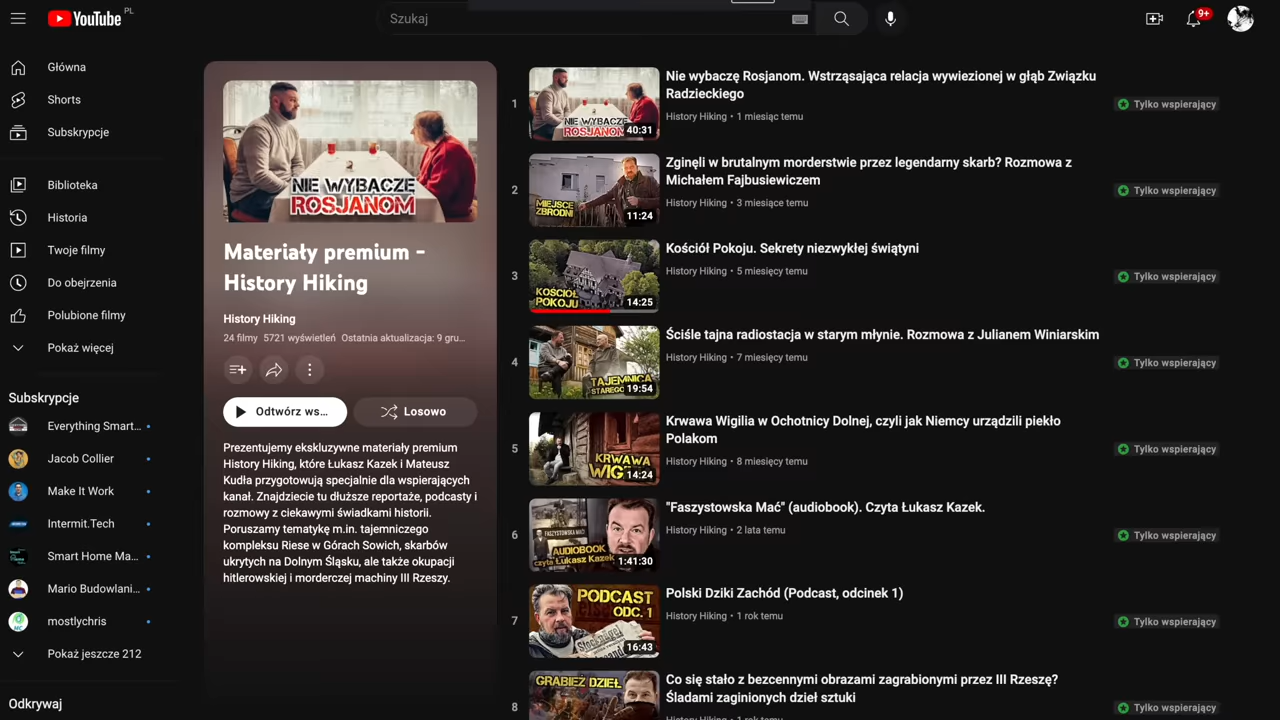 YouTube PL
Szukaj
9+
Główna
Shorts
Subskrypcje
Biblioteka
Historia
Twoje filmy
Do obejrzenia
Polubione filmy
Pokaż więcej
Subskrypcje
Everything Smart...
Jacob Collier
Make It Work
Intermit.Tech
Smart Home Ma...
Mario Budowlani...
mostlychris
Pokaż jeszcze 212
Odkrywaj
NIE WYBACZĘ
ROSJANOM
Materiały premium -
History Hiking
History Hiking
24 filmy 5721 wyświetleń Ostatnia aktualizacja: 9 gru...
Odtwórz ws...
Losowo
Prezentujemy ekskluzywne materiały premium
History Hiking, które Łukasz Kazek i Mateusz
Kudła przygotowują specjalnie dla wspierających
kanał. Znajdziecie tu dłuższe reportaże, podcasty i
rozmowy z ciekawymi świadkami historii.
Poruszamy tematykę m.in. tajemniczego
kompleksu Riese w Górach Sowich, skarbów
ukrytych na Dolnym Śląsku, ale także okupacji
hitlerowskiej i morderczej machiny III Rzeszy.
1
NIE WYBACZĘ
ROSJANOM
40:31
Nie wybaczę Rosjanom. Wstrząsająca relacja wywiezionej w głąb Związku
Radzieckiego
History Hiking • 1 miesiąc temu
Tylko wspierający
2
MIEJSCE
ZBRODNI
11:24
Zginęli w brutalnym morderstwie przez legendarny skarb? Rozmowa z
Michałem Fajbusiewiczem
History Hiking • 3 miesiące temu
Tylko wspierający
3
KOŚCIÓŁ
POKOJU
14:25
Kościół Pokoju. Sekrety niezwykłej świątyni
History Hiking • 5 miesięcy temu
Tylko wspierający
4
TAJEMNICA
STAREGO
19:54
Ściśle tajna radiostacja w starym młynie. Rozmowa z Julianem Winiarskim
History Hiking • 7 miesięcy temu
Tylko wspierający
5
KRWAWA
WIG
14:24
Krwawa Wigilia w Ochotnicy Dolnej, czyli jak Niemcy urządzili piekło
Polakom
History Hiking • 8 miesięcy temu
Tylko wspierający
6
FASZYSTOWSKA MAĆ
AUDIOBOOK
czyta Łukasz Kazek
1:41:30
"Faszystowska Mać" (audiobook). Czyta Łukasz Kazek.
History Hiking • 2 lata temu
Tylko wspierający
7
PODCAST
ODC. 1
16:43
Polski Dziki Zachód (Podcast, odcinek 1)
History Hiking • 1 rok temu
Tylko wspierający
8
GRABIEŻ DZIEŁ
Co się stało z bezcennymi obrazami zagrabionymi przez III Rzeszę?
Śladami zaginionych dzieł sztuki
History Hiking • 1 rok temu
Tylko wspierający